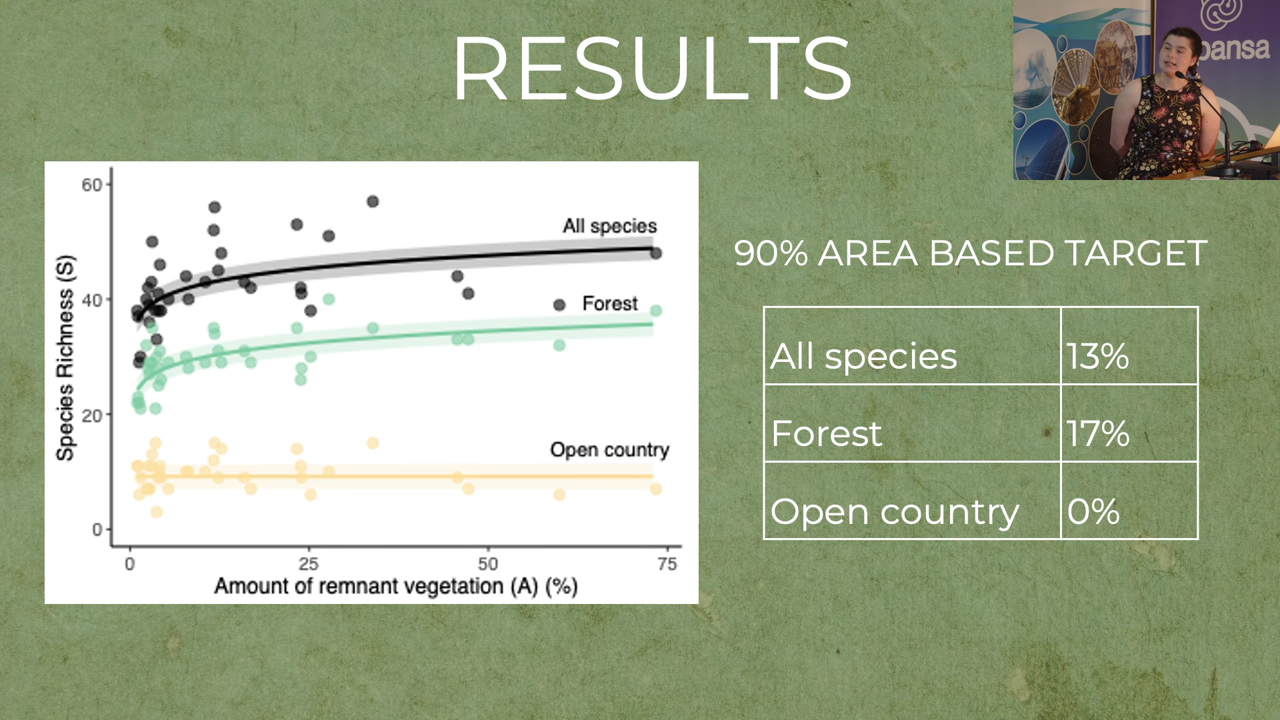 RESULTS
pansa
60
40
20
0
Species Richness (S)
All species
Forest
Open country
0
25
50
75
Amount of remnant vegetation (A) (%)
90% AREA BASED TARGET
All species 13%
Forest 17%
Open country 0%